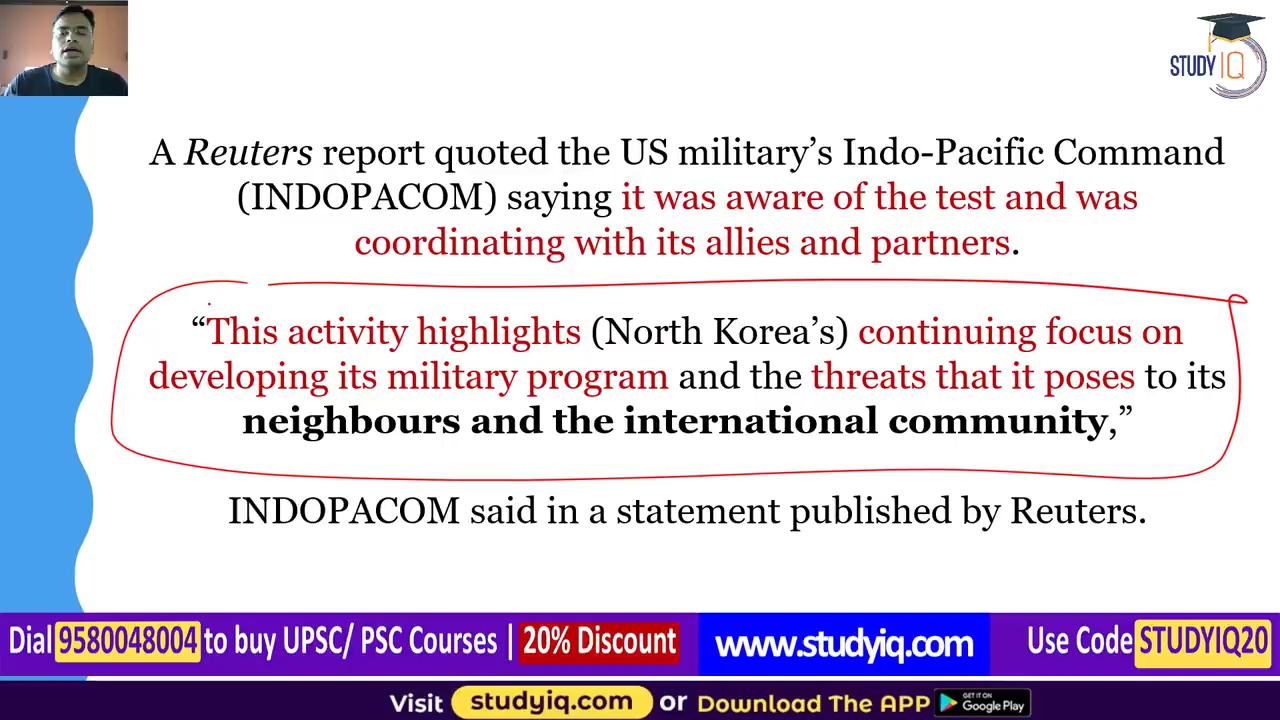 STUDY IQ
A Reuters report quoted the US military’s Indo-Pacific Command
(INDOPACOM) saying it was aware of the test and was
coordinating with its allies and partners.
“This activity highlights (North Korea’s) continuing focus on
developing its military program and the threats that it poses to its
neighbours and the international community,”
INDOPACOM said in a statement published by Reuters.
Dial 9580048004 to buy UPSC/ PSC Courses | 20% Discount
www.studyiq.com
Use Code STUDYIQ20
Visit studyiq.com or Download The APP
GET IT ON
Google Play